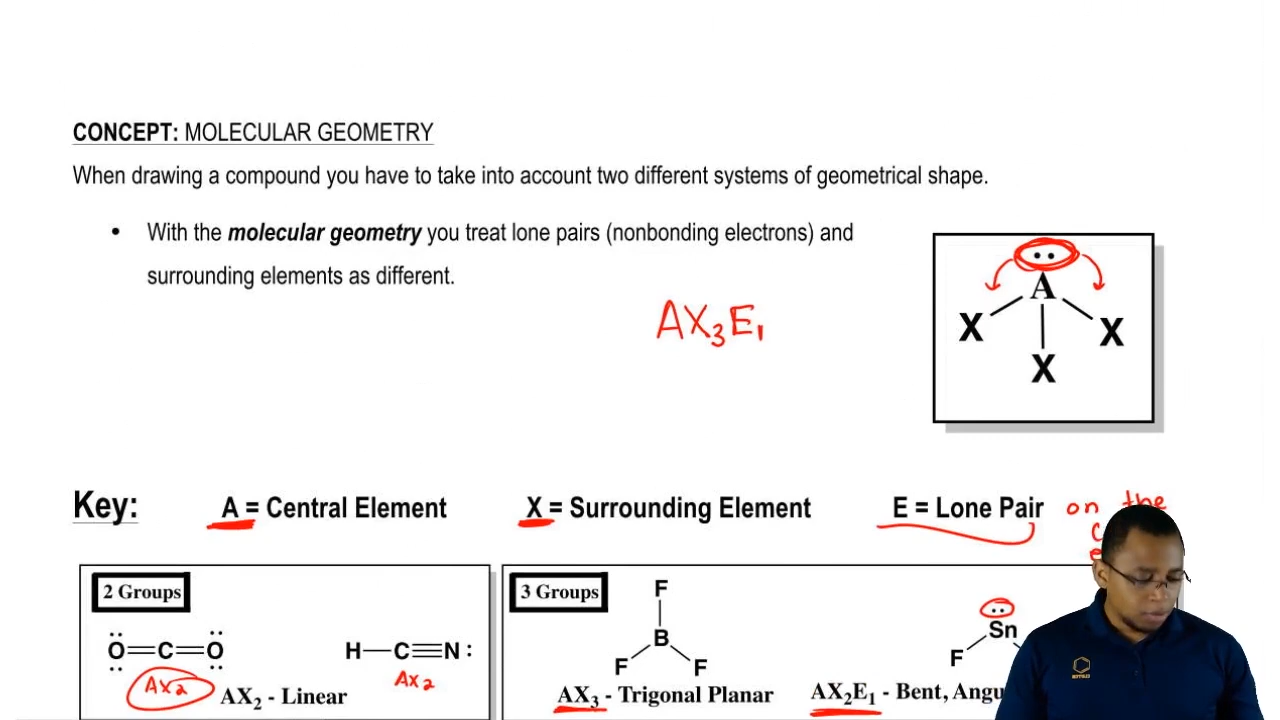 CONCEPT: MOLECULAR GEOMETRY
When drawing a compound you have to take into account two different systems of geometrical shape.
• With the molecular geometry you treat lone pairs (nonbonding electrons) and
surrounding elements as different.
AX₃E₁
A
X X
X
Key: A = Central Element X = Surrounding Element E = Lone Pair on the
2 Groups
O=C=O
AX₂
H—C≡N:
AX₂
AX₂ - Linear
3 Groups
F
B
F F
AX₃ - Trigonal Planar
Sn
F
AX₂E₁ - Bent,